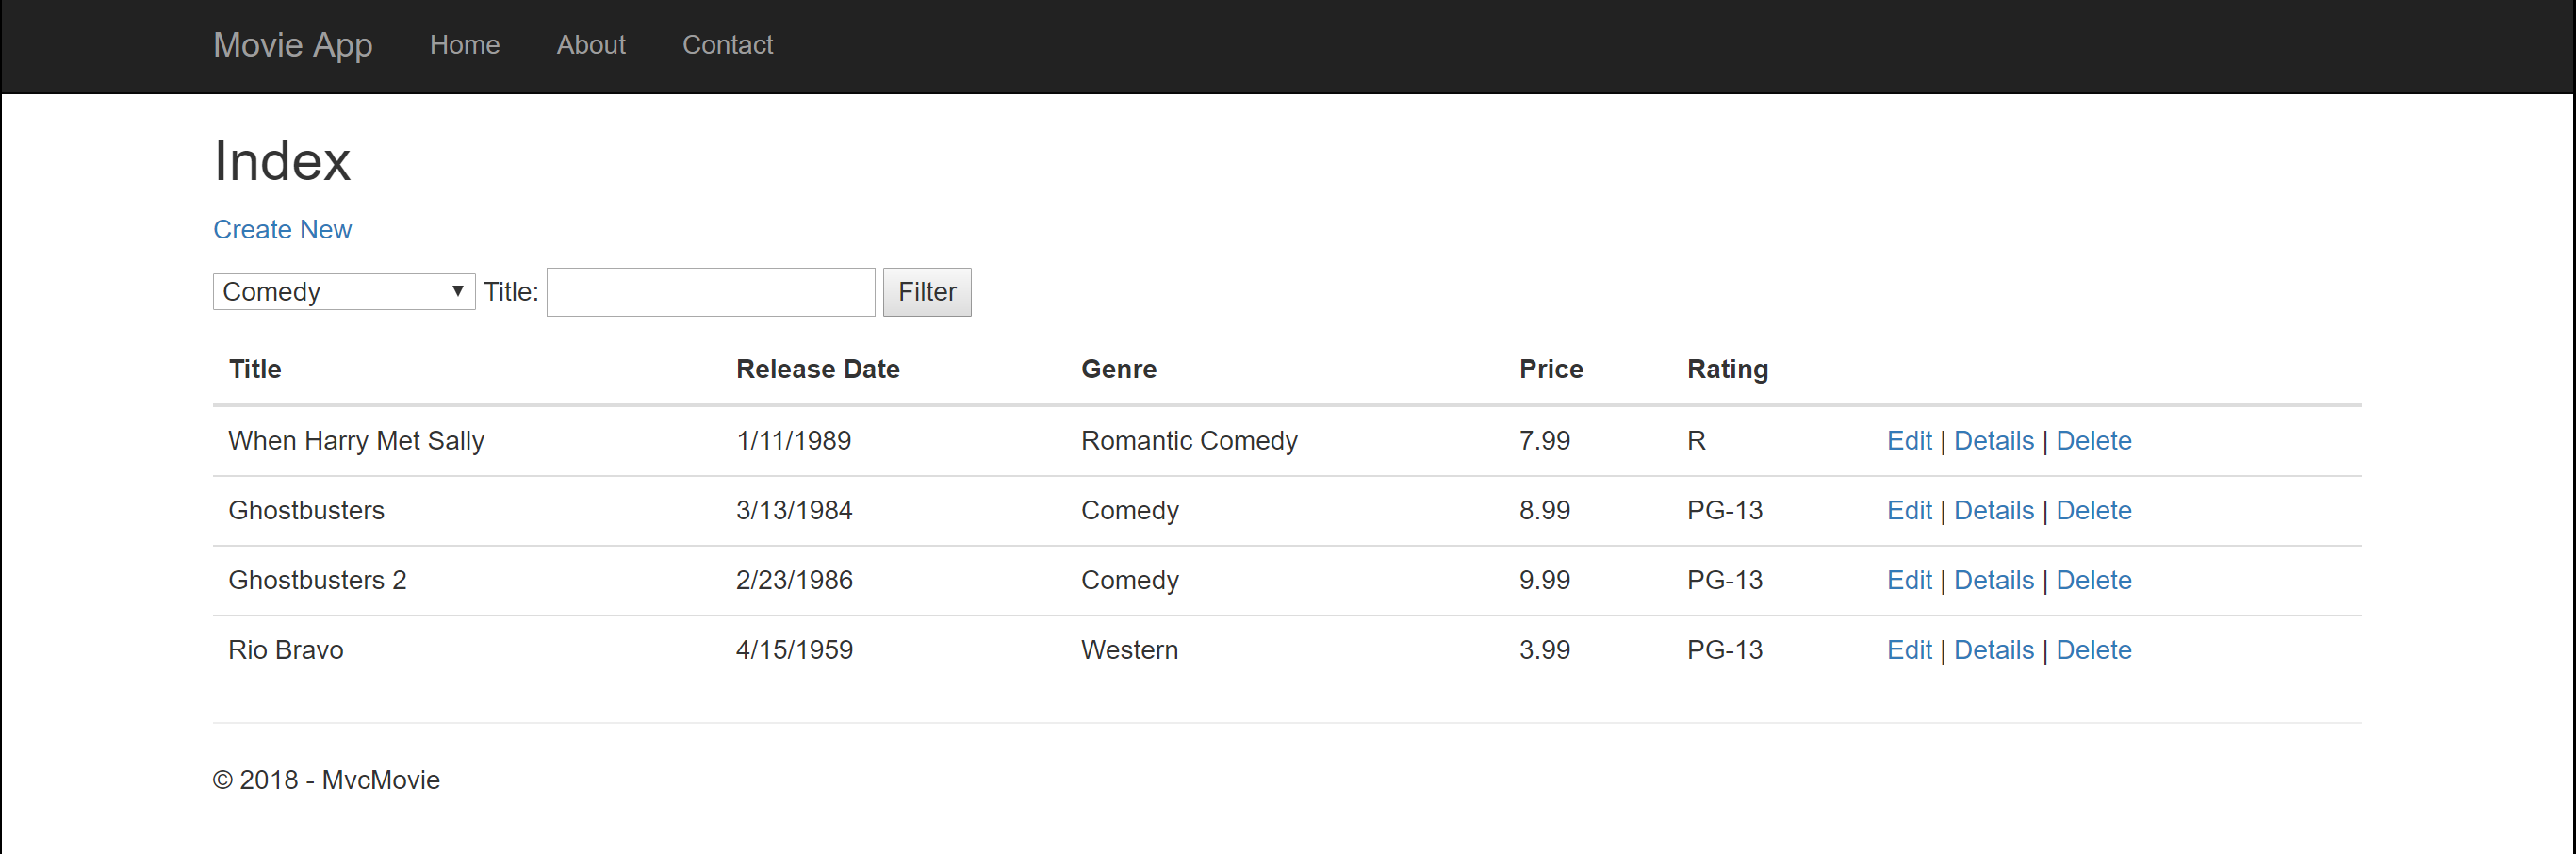 Movie App Home About Contact
Index
Create New
Comedy Title: Filter
Title Release Date Genre Price Rating
When Harry Met Sally 1/11/1989 Romantic Comedy 7.99 R Edit | Details | Delete
Ghostbusters 3/13/1984 Comedy 8.99 PG-13 Edit | Details | Delete
Ghostbusters 2 2/23/1986 Comedy 9.99 PG-13 Edit | Details | Delete
Rio Bravo 4/15/1959 Western 3.99 PG-13 Edit | Details | Delete
© 2018 - MvcMovie